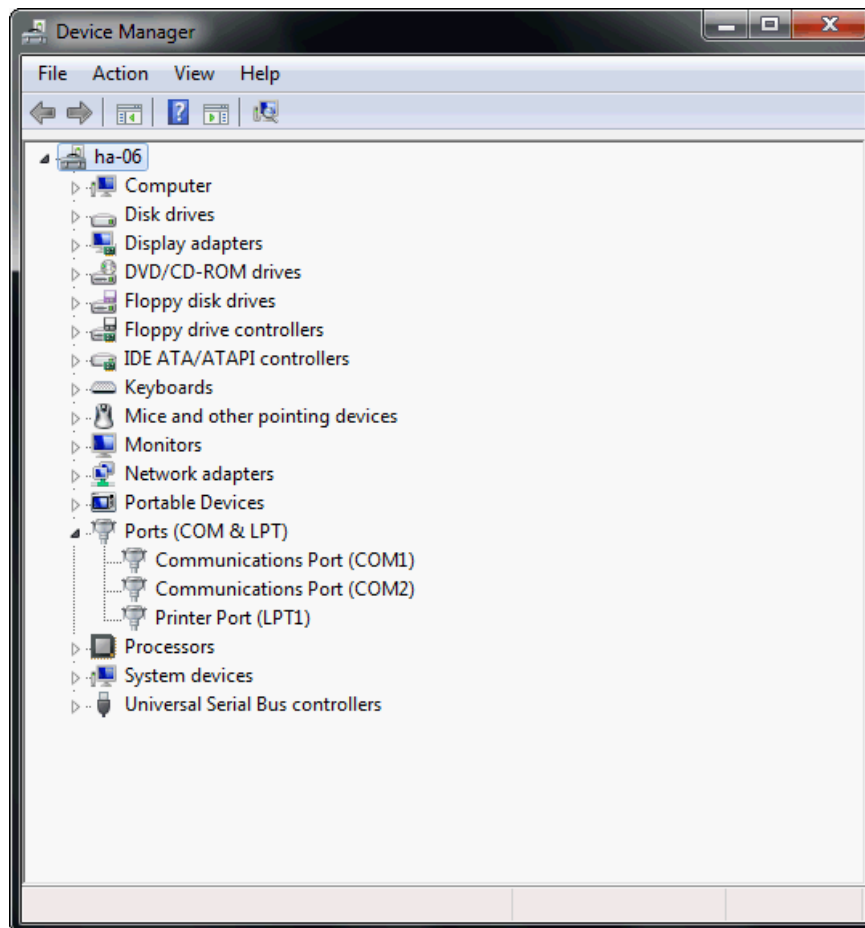 Device Manager
File Action View Help
ha-06
Computer
Disk drives
Display adapters
DVD/CD-ROM drives
Floppy disk drives
Floppy drive controllers
IDE ATA/ATAPI controllers
Keyboards
Mice and other pointing devices
Monitors
Network adapters
Portable Devices
Ports (COM & LPT)
Communications Port (COM1)
Communications Port (COM2)
Printer Port (LPT1)
Processors
System devices
Universal Serial Bus controllers